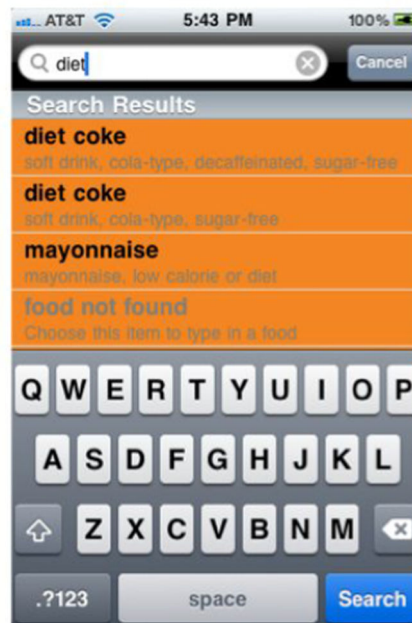 AT&T 5:43 PM 100%
diet Cancel
Search Results
diet coke
soft drink, cola-type, decaffeinated, sugar-free
diet coke
soft drink, cola-type, sugar-free
mayonnaise
mayonnaise, low calorie or diet
food not found
Choose this item to type in a food
Q W E R T Y U I O P
A S D F G H J K L
Z X C V B N M
.?123 space Search